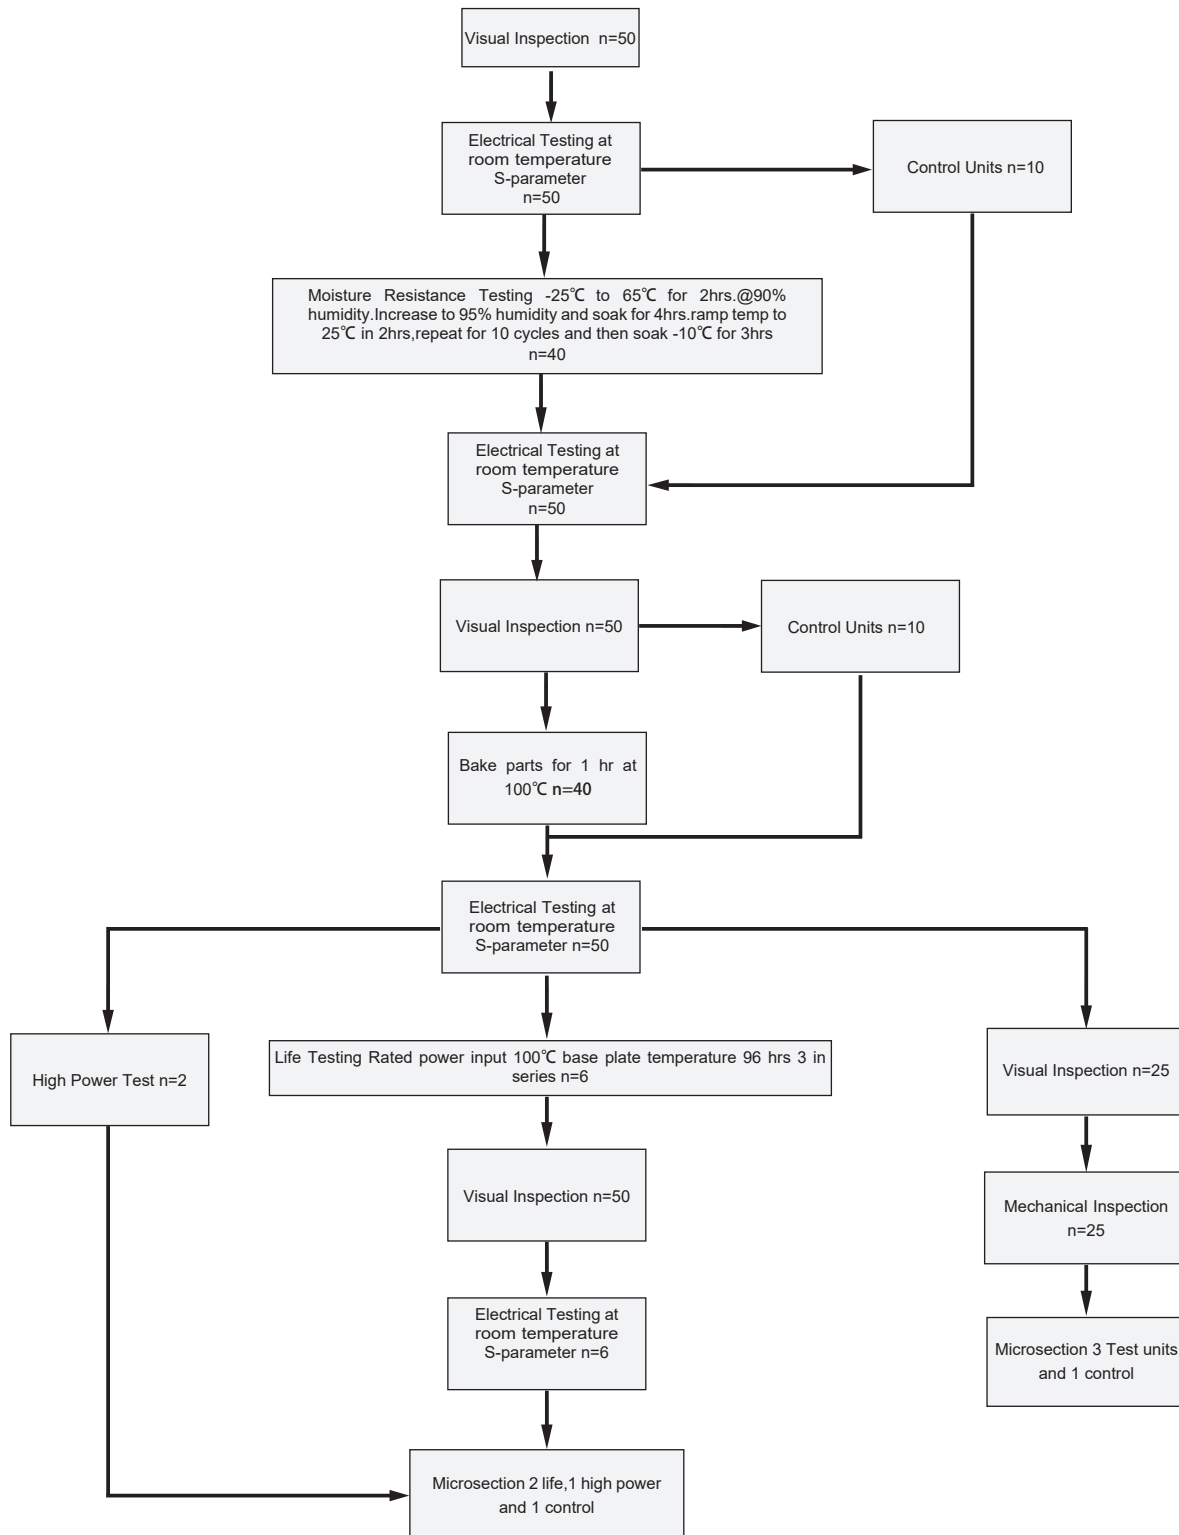 Visual Inspection n=50
Electrical Testing at
room temperature
S-parameter
n=50
Control Units n=10
Moisture Resistance Testing -25℃ to 65℃ for 2hrs.@90%
humidity.Increase to 95% humidity and soak for 4hrs.ramp temp to
25℃ in 2hrs,repeat for 10 cycles and then soak -10℃ for 3hrs
n=40
Electrical Testing at
room temperature
S-parameter
n=50
Visual Inspection n=50
Control Units n=10
Bake parts for 1 hr at
100℃ n=40
Electrical Testing at
room temperature
S-parameter n=50
High Power Test n=2
Life Testing Rated power input 100℃ base plate temperature 96 hrs 3 in
series n=6
Visual Inspection n=25
Visual Inspection n=50
Mechanical Inspection
n=25
Electrical Testing at
room temperature
S-parameter n=6
Microsection 3 Test units
and 1 control
Microsection 2 life,1 high power
and 1 control